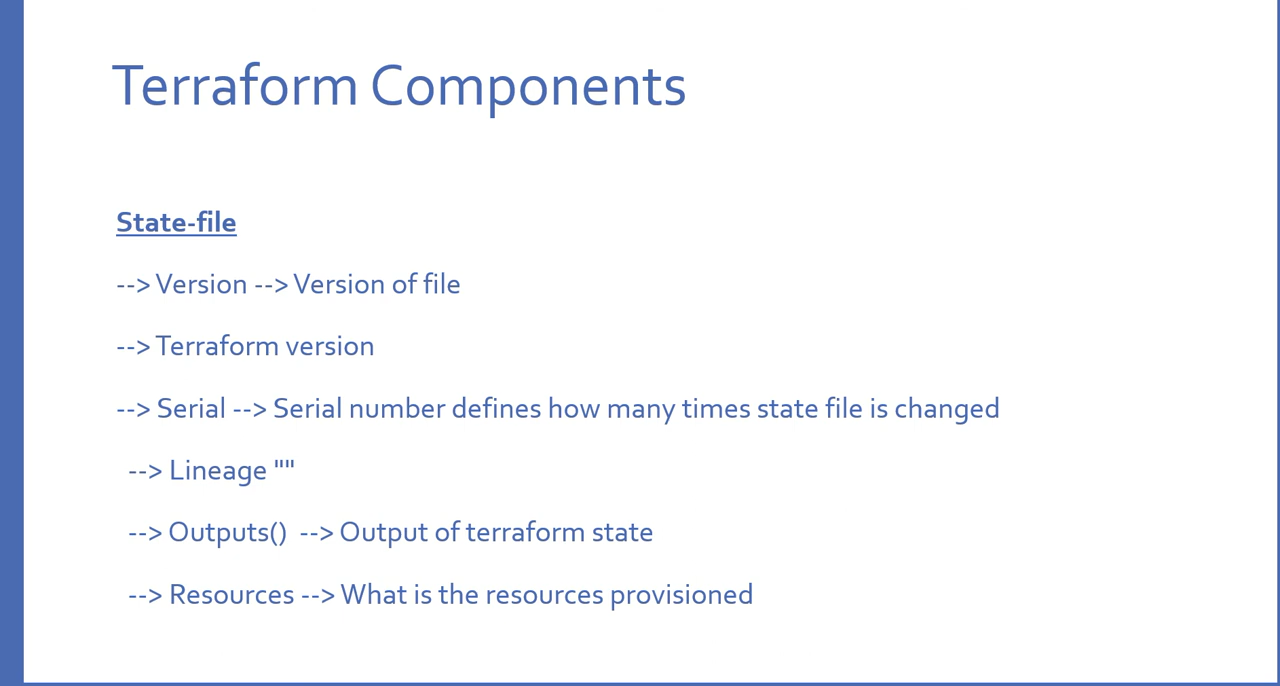 Terraform Components
State-file
--> Version --> Version of file
--> Terraform version
--> Serial --> Serial number defines how many times state file is changed
--> Lineage ""
--> Outputs() --> Output of terraform state
--> Resources --> What is the resources provisioned